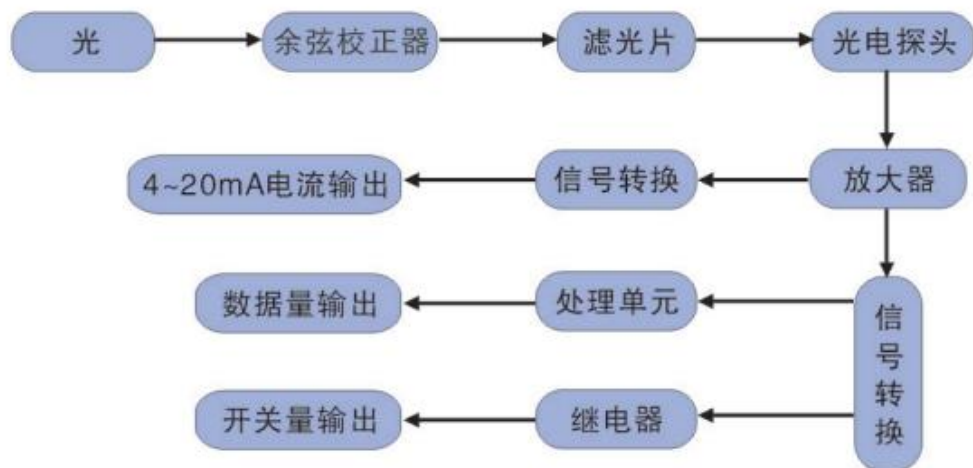 光
余弦校正器
滤光片
光电探头
4~20mA电流输出
信号转换
放大器
数据量输出
处理单元
信号转换
开关量输出
继电器